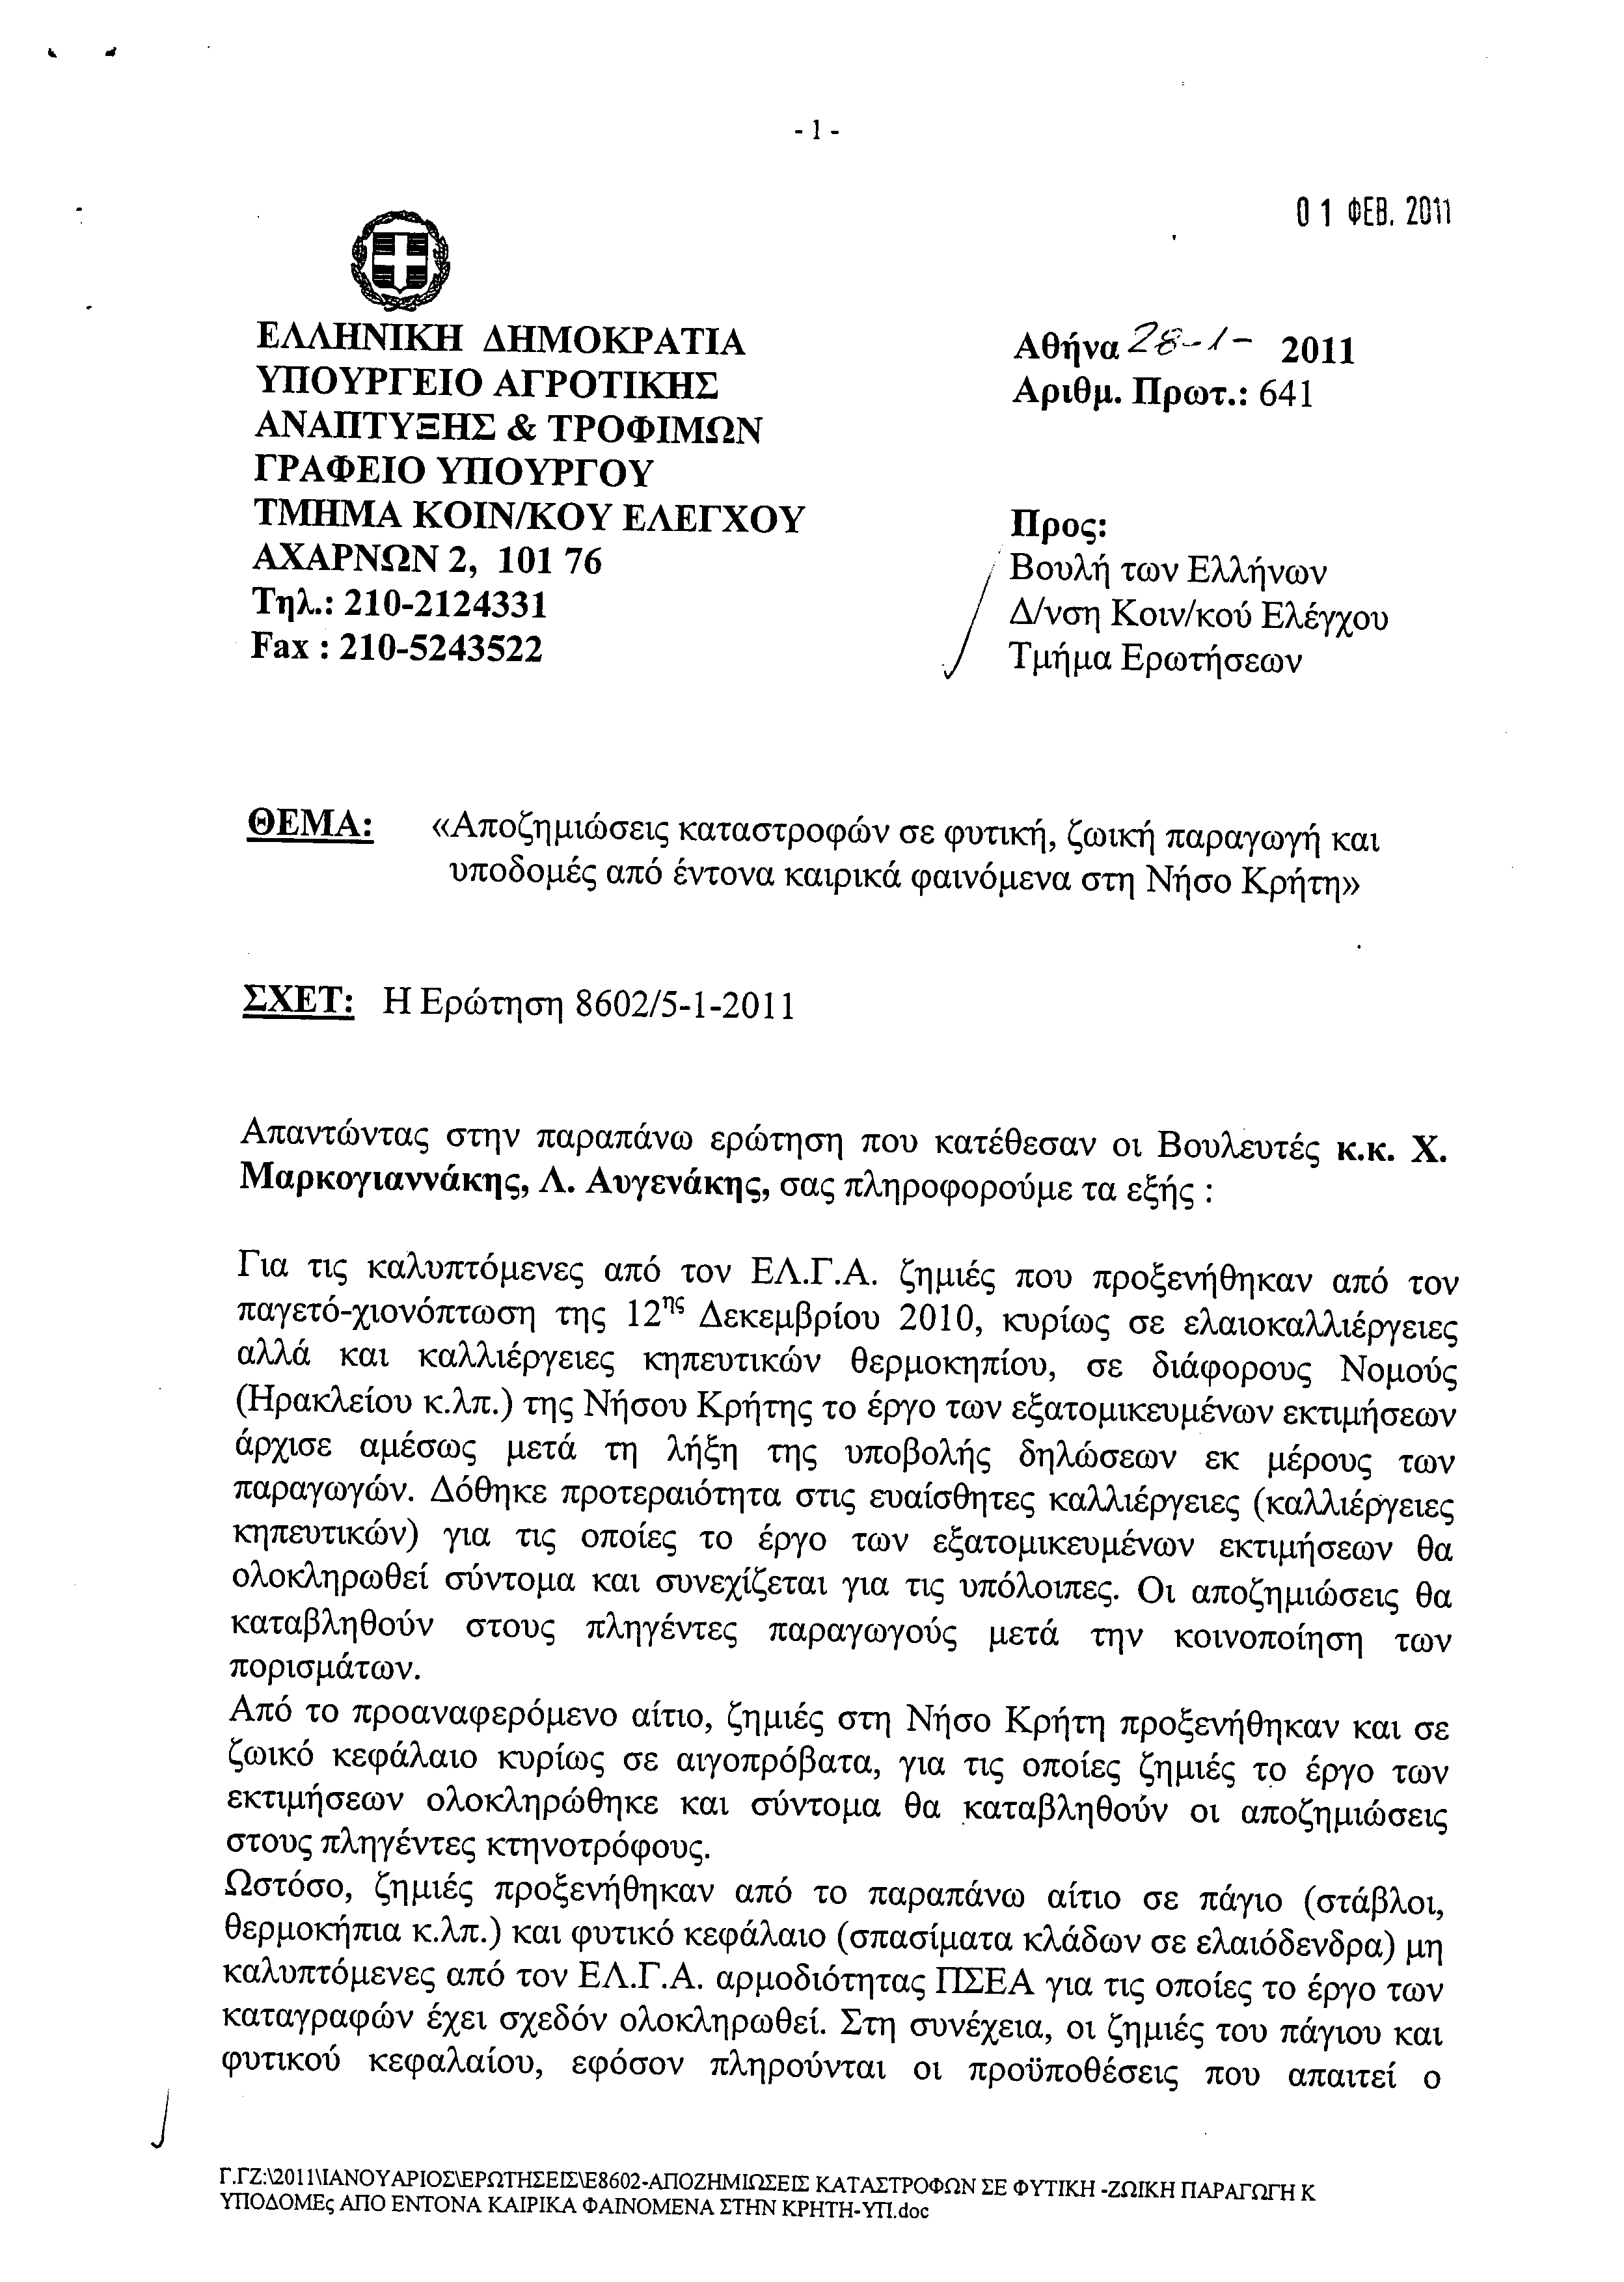 - 1 -
0 1 ΦΕΒ. 2011
ΕΛΛΗΝΙΚΗ ΔΗΜΟΚΡΑΤΙΑ
ΥΠΟΥΡΓΕΙΟ ΑΓΡΟΤΙΚΗΣ
ΑΝΑΠΤΥΞΗΣ & ΤΡΟΦΙΜΩΝ
ΓΡΑΦΕΙΟ ΥΠΟΥΡΓΟΥ
ΤΜΗΜΑ ΚΟΙΝ/ΚΟΥ ΕΛΕΓΧΟΥ
ΑΧΑΡΝΩΝ 2, 101 76
Τηλ.: 210-2124331
Fax : 210-5243522
Αθήνα 28-1- 2011
Αριθμ. Πρωτ.: 641
Προς:
Βουλή των Ελλήνων
Δ/νση Κοιν/κού Ελέγχου
Τμήμα Ερωτήσεων
ΘΕΜΑ: «Αποζημιώσεις καταστροφών σε φυτική, ζωική παραγωγή και
υποδομές από έντονα καιρικά φαινόμενα στη Νήσο Κρήτη»
ΣΧΕΤ: Η Ερώτηση 8602/5-1-2011
Απαντώντας στην παραπάνω ερώτηση που κατέθεσαν οι Βουλευτές κ.κ. Χ.
Μαρκογιαννάκης, Λ. Αυγενάκης, σας πληροφορούμε τα εξής :
Για τις καλυπτόμενες από τον ΕΛ.Γ.Α. ζημιές που προξενήθηκαν από τον
παγετό-χιονόπτωση της 12ης Δεκεμβρίου 2010, κυρίως σε ελαιοκαλλιέργειες
αλλά και καλλιέργειες κηπευτικών θερμοκηπίου, σε διάφορους Νομούς
(Ηρακλείου κ.λπ.) της Νήσου Κρήτης το έργο των εξατομικευμένων εκτιμήσεων
άρχισε αμέσως μετά τη λήξη της υποβολής δηλώσεων εκ μέρους των
παραγωγών. Δόθηκε προτεραιότητα στις ευαίσθητες καλλιέργειες (καλλιέργειες
κηπευτικών) για τις οποίες το έργο των εξατομικευμένων εκτιμήσεων θα
ολοκληρωθεί σύντομα και συνεχίζεται για τις υπόλοιπες. Οι αποζημιώσεις θα
καταβληθούν στους πληγέντες παραγωγούς μετά την κοινοποίηση των
πορισμάτων.
Από το προαναφερόμενο αίτιο, ζημιές στη Νήσο Κρήτη προξενήθηκαν και σε
ζωικό κεφάλαιο κυρίως σε αιγοπρόβατα, για τις οποίες ζημιές το έργο των
εκτιμήσεων ολοκληρώθηκε και σύντομα θα καταβληθούν οι αποζημιώσεις
στους πληγέντες κτηνοτρόφους.
Ωστόσο, ζημιές προξενήθηκαν από το παραπάνω αίτιο σε πάγιο (στάβλοι,
θερμοκήπια κ.λπ.) και φυτικό κεφάλαιο (σπασίματα κλάδων σε ελαιόδενδρα) μη
καλυπτόμενες από τον ΕΛ.Γ.Α. αρμοδιότητας ΠΣΕΑ για τις οποίες το έργο των
καταγραφών έχει σχεδόν ολοκληρωθεί. Στη συνέχεια, οι ζημιές του πάγιου και
φυτικού κεφαλαίου, εφόσον πληρούνται οι προϋποθέσεις που απαιτεί ο
Γ.ΓΖ:\2011\ΙΑΝΟΥΑΡΙΟΣ\ΕΡΩΤΗΣΕΙΣ\Ε8602-ΑΠΟΖΗΜΙΩΣΕΙΣ ΚΑΤΑΣΤΡΟΦΩΝ ΣΕ ΦΥΤΙΚΗ -ΖΩΙΚΗ ΠΑΡΑΓΩΓΗ Κ
ΥΠΟΔΟΜΕς ΑΠΟ ΕΝΤΟΝΑ ΚΑΙΡΙΚΑ ΦΑΙΝΟΜΕΝΑ ΣΤΗΝ ΚΡΗΤΗ-ΥΠ.doc